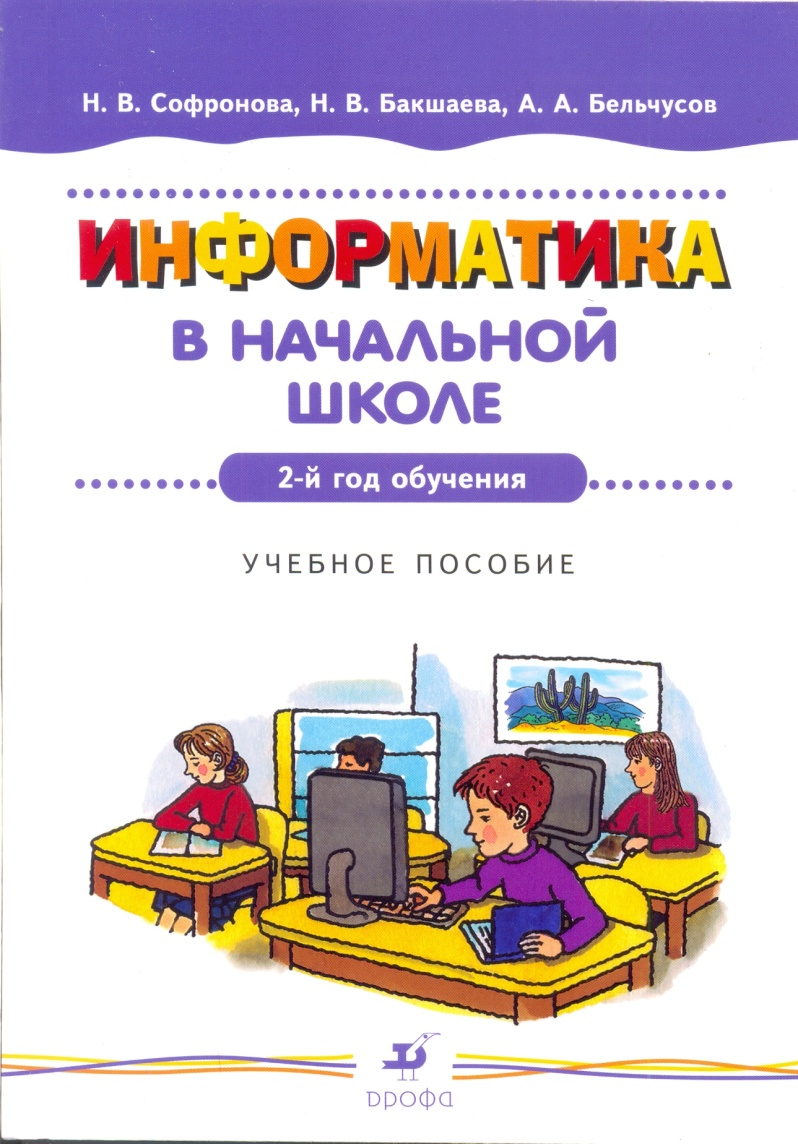 Н. В. Софронова, Н. В. Бакшаева, А. А. Бельчусов
ИНФОРМАТИКА
В НАЧАЛЬНОЙ
ШКОЛЕ
2-й год обучения
УЧЕБНОЕ ПОСОБИЕ
ДРОФА